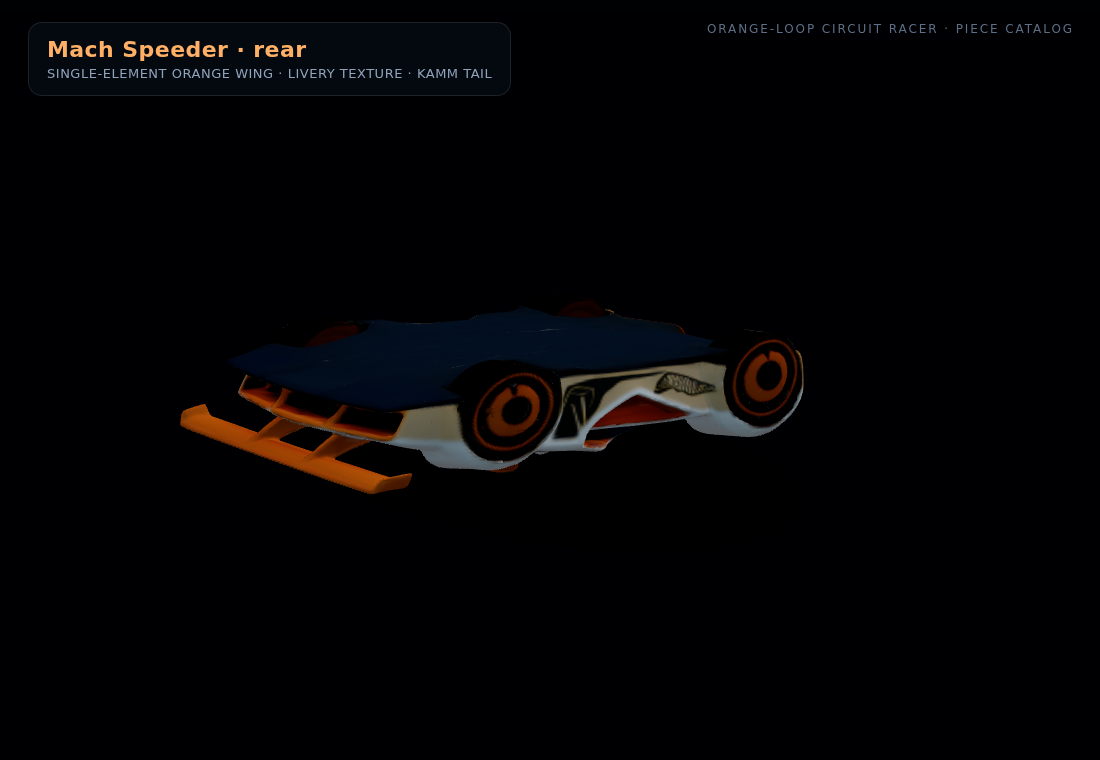 Mach Speeder · rear
SINGLE-ELEMENT ORANGE WING · LIVERY TEXTURE · KAMM TAIL
ORANGE-LOOP CIRCUIT RACER · PIECE CATALOG